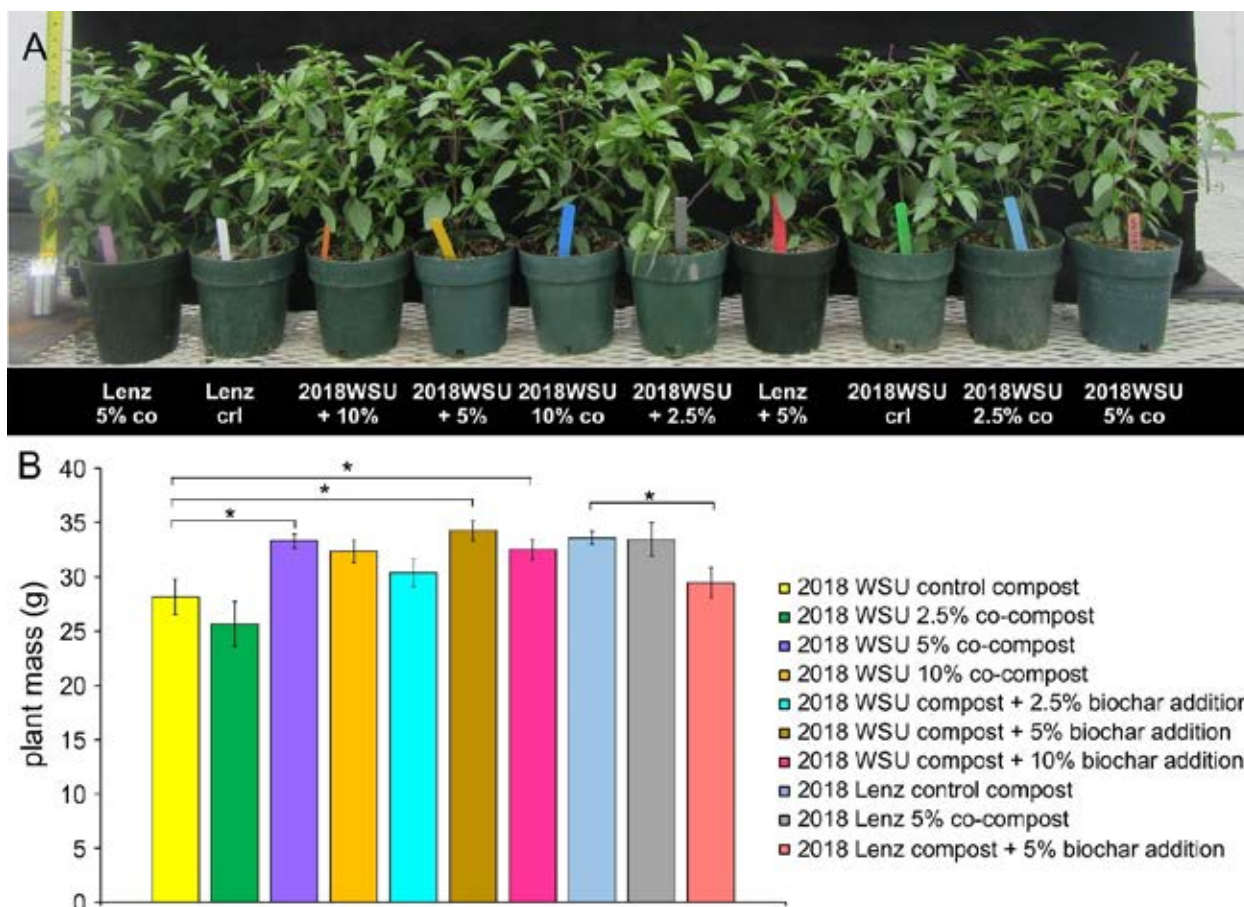 A
Lenz
5% co
Lenz
crl
2018WSU
+ 10%
2018WSU
+ 5%
2018WSU
10% co
2018WSU
+ 2.5%
Lenz
+ 5%
2018WSU
crl
2018WSU
2.5% co
2018WSU
5% co
B
plant mass (g)
40
35
30
25
20
15
10
5
0
*
*
*
*
2018 WSU control compost
2018 WSU 2.5% co-compost
2018 WSU 5% co-compost
2018 WSU 10% co-compost
2018 WSU compost + 2.5% biochar addition
2018 WSU compost + 5% biochar addition
2018 WSU compost + 10% biochar addition
2018 Lenz control compost
2018 Lenz 5% co-compost
2018 Lenz compost + 5% biochar addition